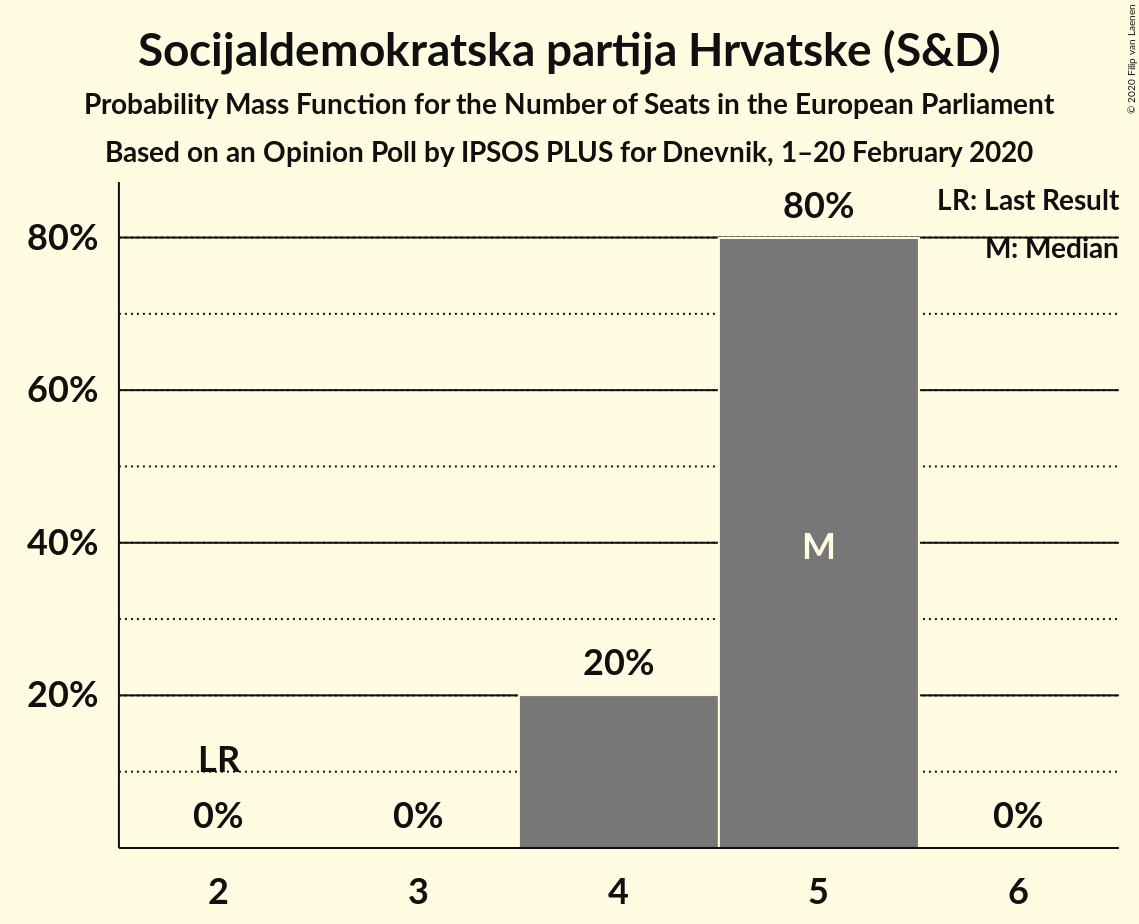 Socijaldemokratska partija Hrvatske (S&D)
Probability Mass Function for the Number of Seats in the European Parliament
Based on an Opinion Poll by IPSOS PLUS for Dnevnik, 1–20 February 2020
© 2020 Filip van Laenen
LR: Last Result
M: Median
80%
80%
60%
40%
M
20%
20%
LR
0%
0%
0%
2
3
4
5
6